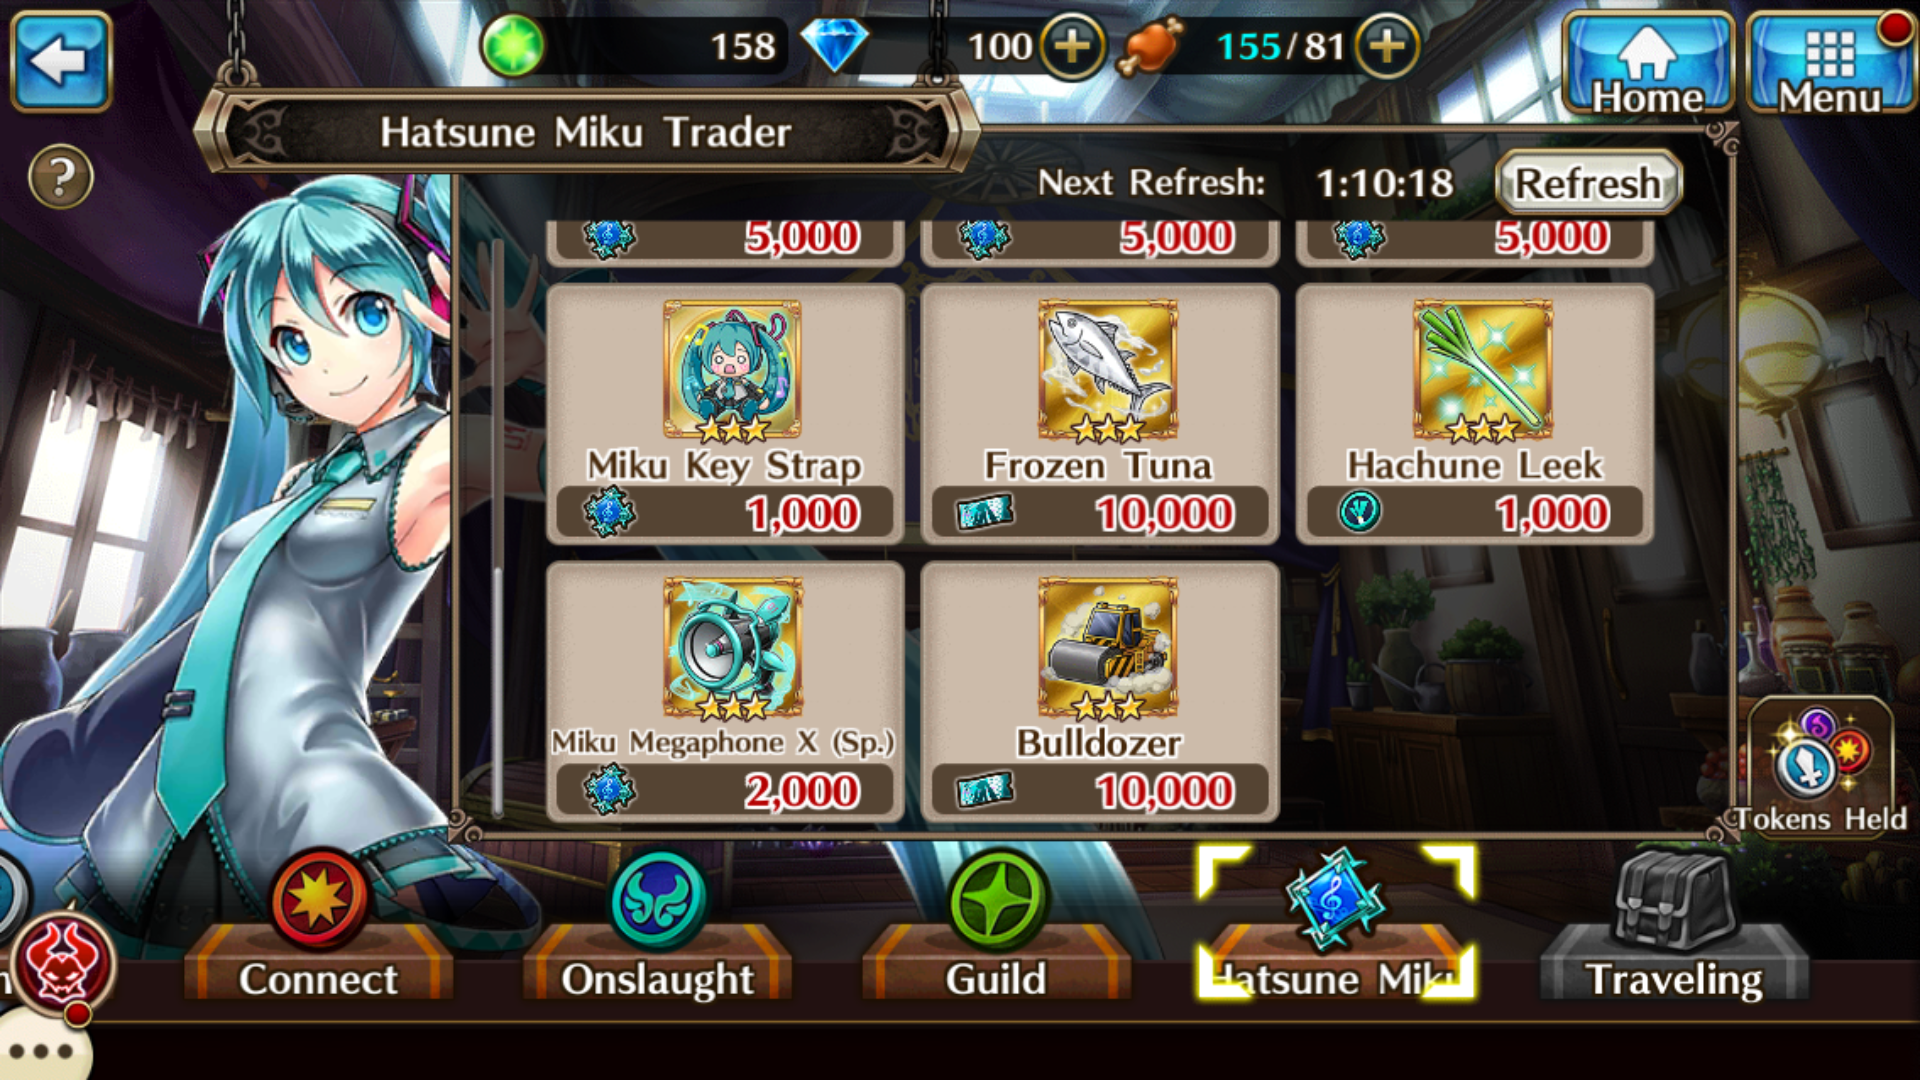 158
100
155/81
Home
Menu
Hatsune Miku Trader
?
Next Refresh: 1:10:18
Refresh
5,000
5,000
5,000
Miku Key Strap
1,000
Frozen Tuna
10,000
Hachune Leek
1,000
Miku Megaphone X (Sp.)
2,000
Bulldozer
10,000
Tokens Held
Connect
Onslaught
Guild
Hatsune Miku
Traveling